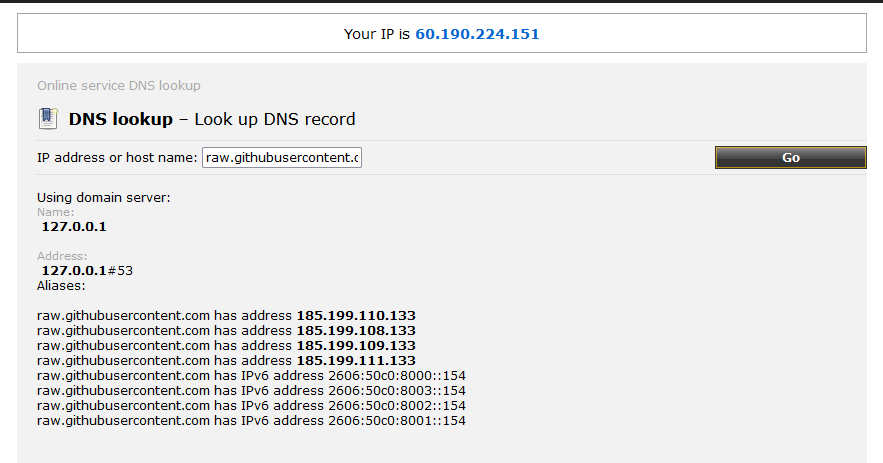 Your IP is 60.190.224.151
Online service DNS lookup
DNS lookup – Look up DNS record
IP address or host name: raw.githubusercontent.c Go
Using domain server:
Name:
127.0.0.1
Address:
127.0.0.1#53
Aliases:
raw.githubusercontent.com has address 185.199.110.133
raw.githubusercontent.com has address 185.199.108.133
raw.githubusercontent.com has address 185.199.109.133
raw.githubusercontent.com has address 185.199.111.133
raw.githubusercontent.com has IPv6 address 2606:50c0:8000::154
raw.githubusercontent.com has IPv6 address 2606:50c0:8003::154
raw.githubusercontent.com has IPv6 address 2606:50c0:8002::154
raw.githubusercontent.com has IPv6 address 2606:50c0:8001::154